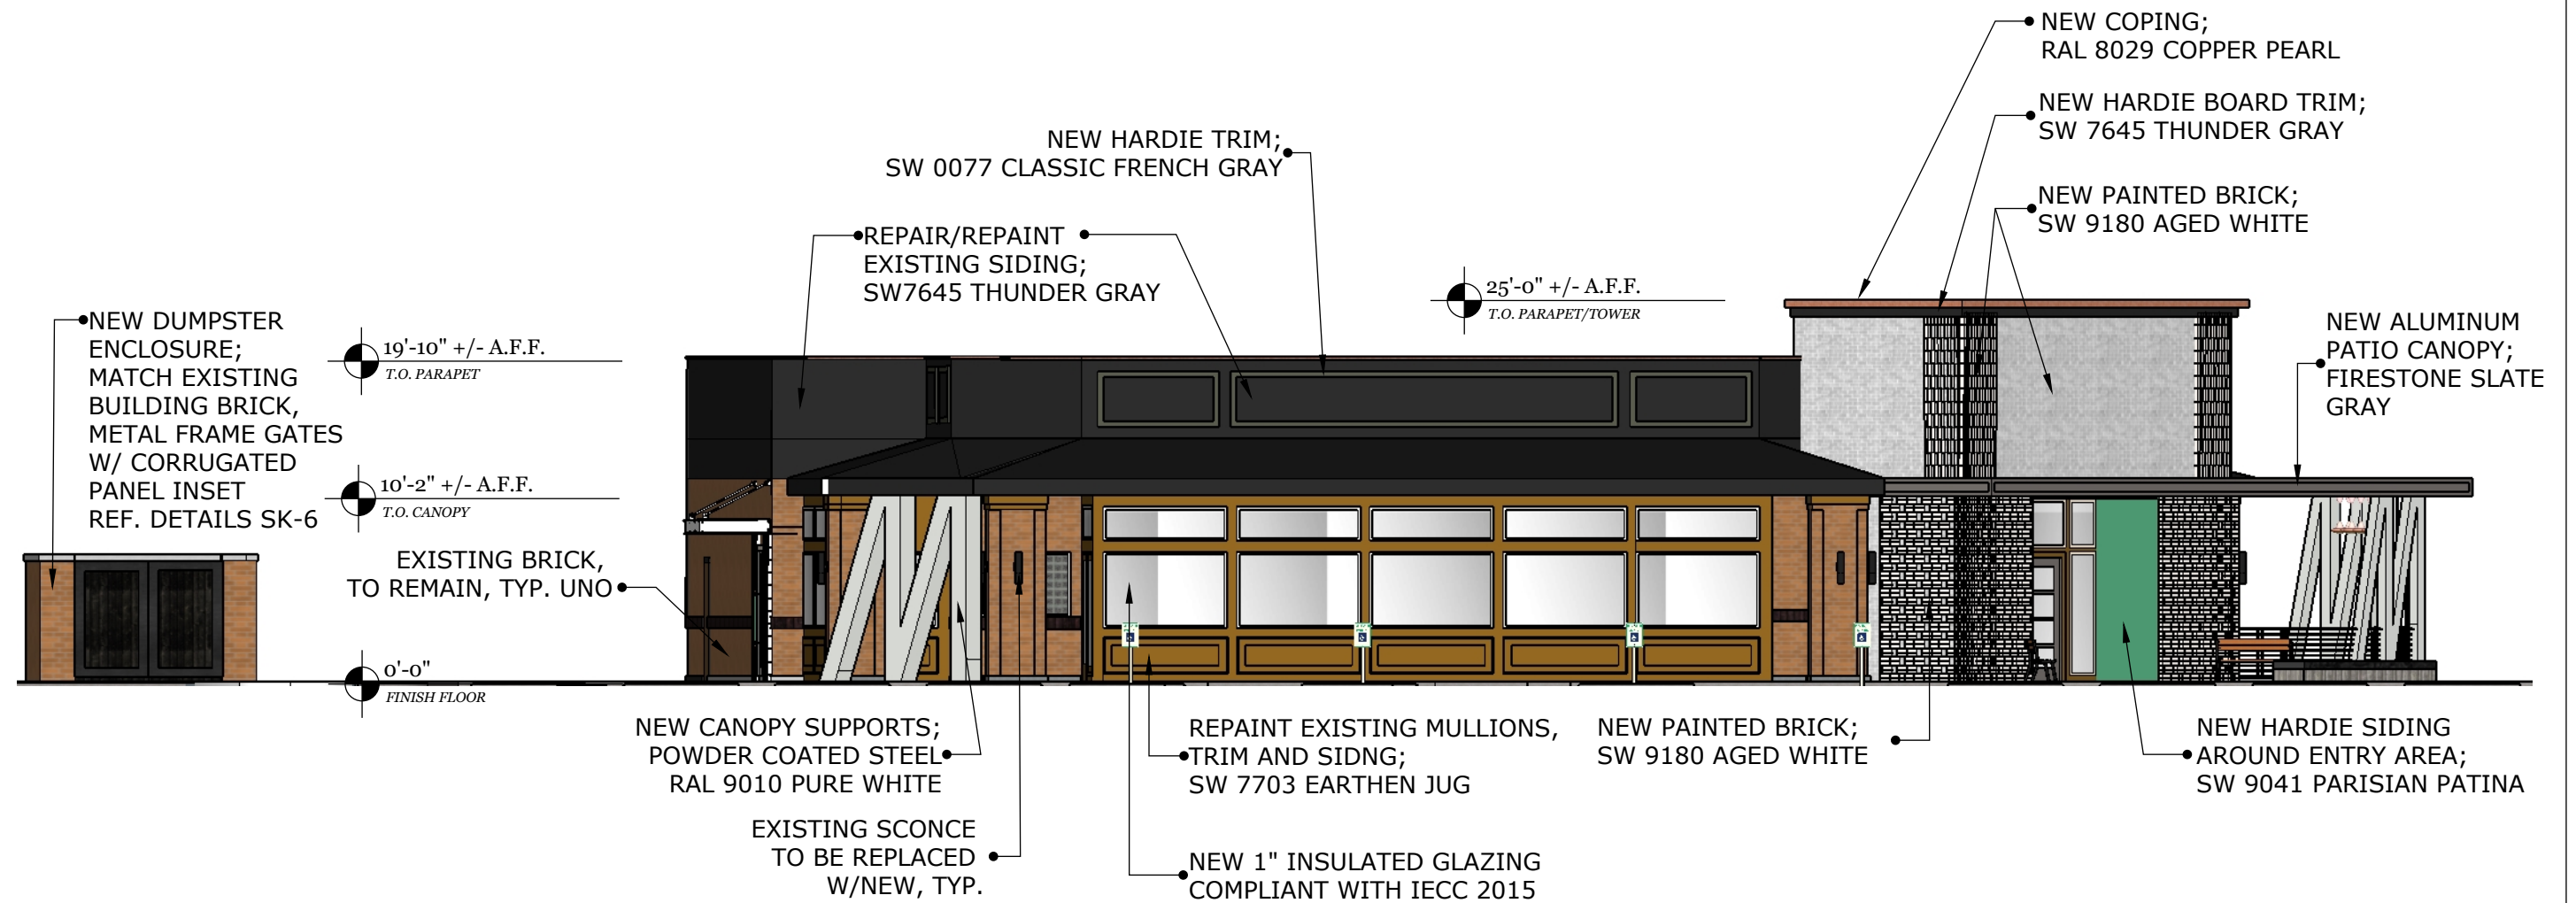 NEW COPING;
RAL 8029 COPPER PEARL
NEW HARDIE BOARD TRIM;
SW 7645 THUNDER GRAY
NEW HARDIE TRIM;
SW 0077 CLASSIC FRENCH GRAY
NEW PAINTED BRICK;
SW 9180 AGED WHITE
REPAIR/REPAINT
EXISTING SIDING;
SW7645 THUNDER GRAY
25'-0" +/- A.F.F.
T.O. PARAPET/TOWER
NEW DUMPSTER
ENCLOSURE;
MATCH EXISTING
BUILDING BRICK,
METAL FRAME GATES
W/ CORRUGATED
PANEL INSET
REF. DETAILS SK-6
19'-10" +/- A.F.F.
T.O. PARAPET
NEW ALUMINUM
PATIO CANOPY;
FIRESTONE SLATE
GRAY
10'-2" +/- A.F.F.
T.O. CANOPY
EXISTING BRICK,
TO REMAIN, TYP. UNO
0'-0"
FINISH FLOOR
NEW CANOPY SUPPORTS;
POWDER COATED STEEL
RAL 9010 PURE WHITE
REPAINT EXISTING MULLIONS,
TRIM AND SIDNG;
SW 7703 EARTHEN JUG
NEW PAINTED BRICK;
SW 9180 AGED WHITE
NEW HARDIE SIDING
AROUND ENTRY AREA;
SW 9041 PARISIAN PATINA
EXISTING SCONCE
TO BE REPLACED
W/NEW, TYP.
NEW 1" INSULATED GLAZING
COMPLIANT WITH IECC 2015